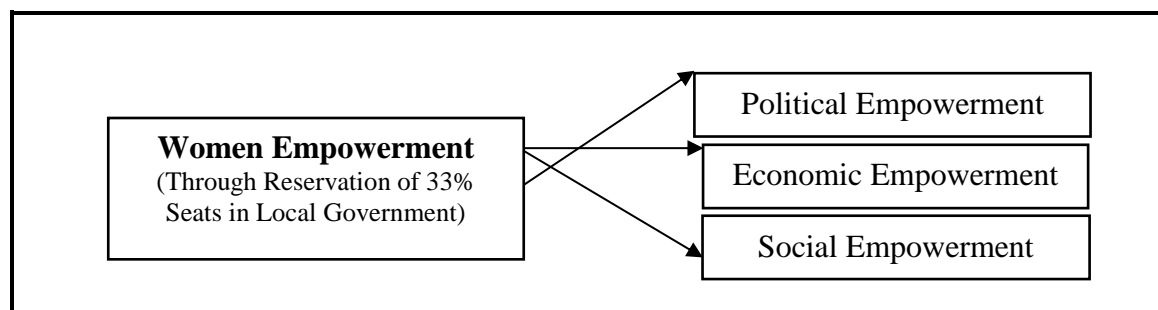 Women Empowerment
(Through Reservation of 33%
Seats in Local Government)
Political Empowerment
Economic Empowerment
Social Empowerment